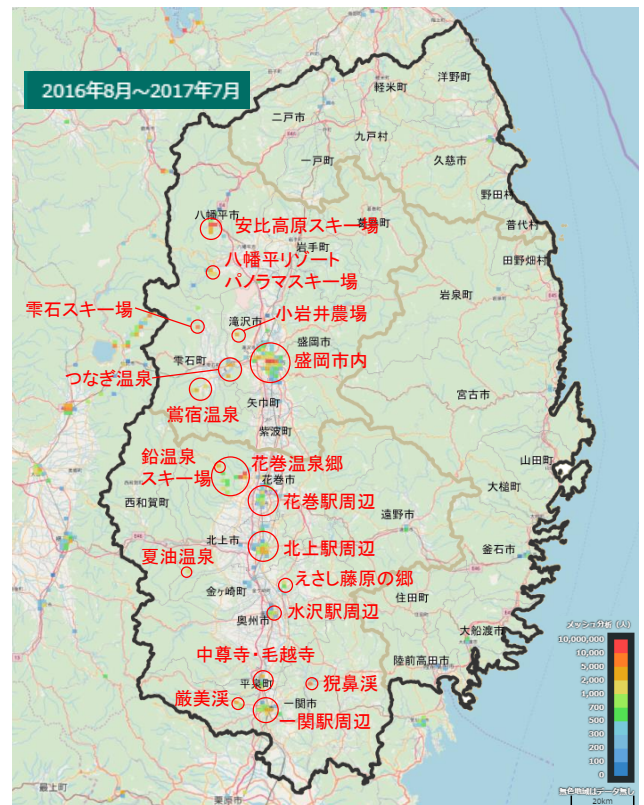 2016年8月～2017年7月
軽米町
洋野町
二戸市
九戸村
一戸町
久慈市
野田村
普代村
八幡平市
安比高原スキー場
岩手町
田野畑村
八幡平リゾート
パノラマスキー場
岩泉町
雫石スキー場
小岩井農場
滝沢市
盛岡市
盛岡市内
雫石町
つなぎ温泉
宮古市
矢巾町
鶯宿温泉
紫波町
山田町
鉛温泉
スキー場
花巻温泉郷
花巻市
大槌町
西和賀町
花巻駅周辺
遠野市
北上市
北上駅周辺
釜石市
夏油温泉
えさし藤原の郷
金ヶ崎町
住田町
水沢駅周辺
奥州市
大船渡市
中尊寺・毛越寺
陸前高田市
平泉町
猊鼻渓
厳美渓
一関市
一関駅周辺
メッシュ分析（人）
10,000,000
10,000
5,000
2,000
1,000
700
500
300
200
100
0
無色地域はデータ無し
20km
最上町
栗原市